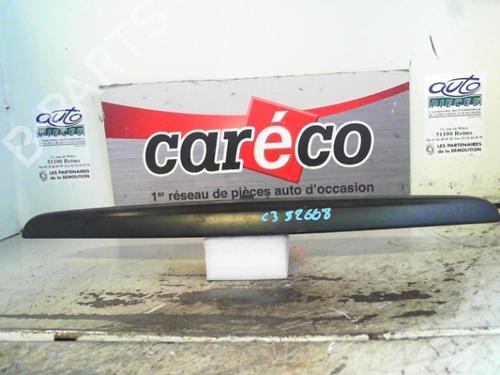 B-PARTS
auto
PIECES
51100 Reims
LES PARTENAIRES
de la DÉMOLITION
caréco
1er réseau de pièces auto d'occasion
C3 52668
auto
PIECES
51100 Reims
LES PARTENAIRES
de la DÉMOLITION